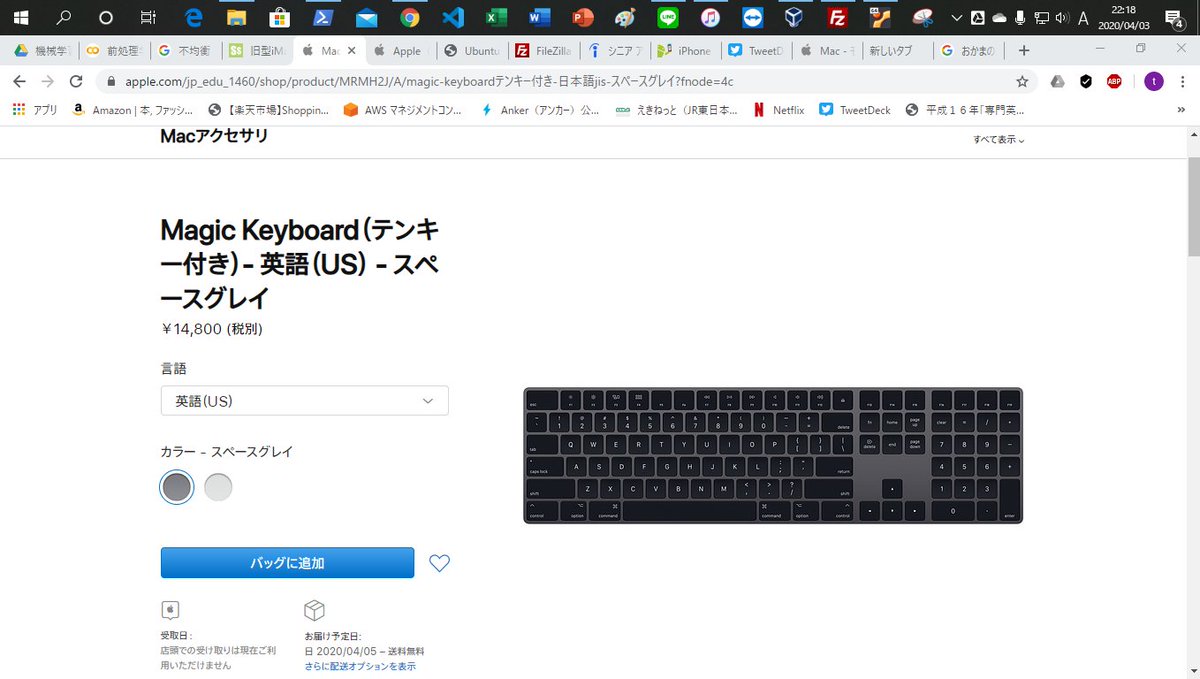 22:18
A
2020/04/03
4
機械学
前処理
不均衡
旧型iMa
Mac
Apple
Ubuntu
FileZilla
シニア
iPhone
TweetD
Mac -
新しいタブ
おかまの
apple.com/jp_edu_1460/shop/product/MRMH2J/A/magic-keyboardテンキー付き-日本語jis-スペースグレイ?fnode=4c
ABP
t
アプリ
Amazon | 本, ファッシ...
【楽天市場】Shoppin...
AWS マネジメントコン...
Anker（アンカー）公...
えきねっと（JR東日本...
Netflix
TweetDeck
平成１６年「専門英...
»
Macアクセサリ
すべて表示
Magic Keyboard（テンキ
ー付き）- 英語（US） - スペ
ースグレイ
¥14,800 (税別)
言語
英語（US）
カラー - スペースグレイ
バッグに追加
受取日：
店頭での受け取りは現在ご利
用いただけません
お届け予定日:
日 2020/04/05 – 送料無料
さらに配送オプションを表示